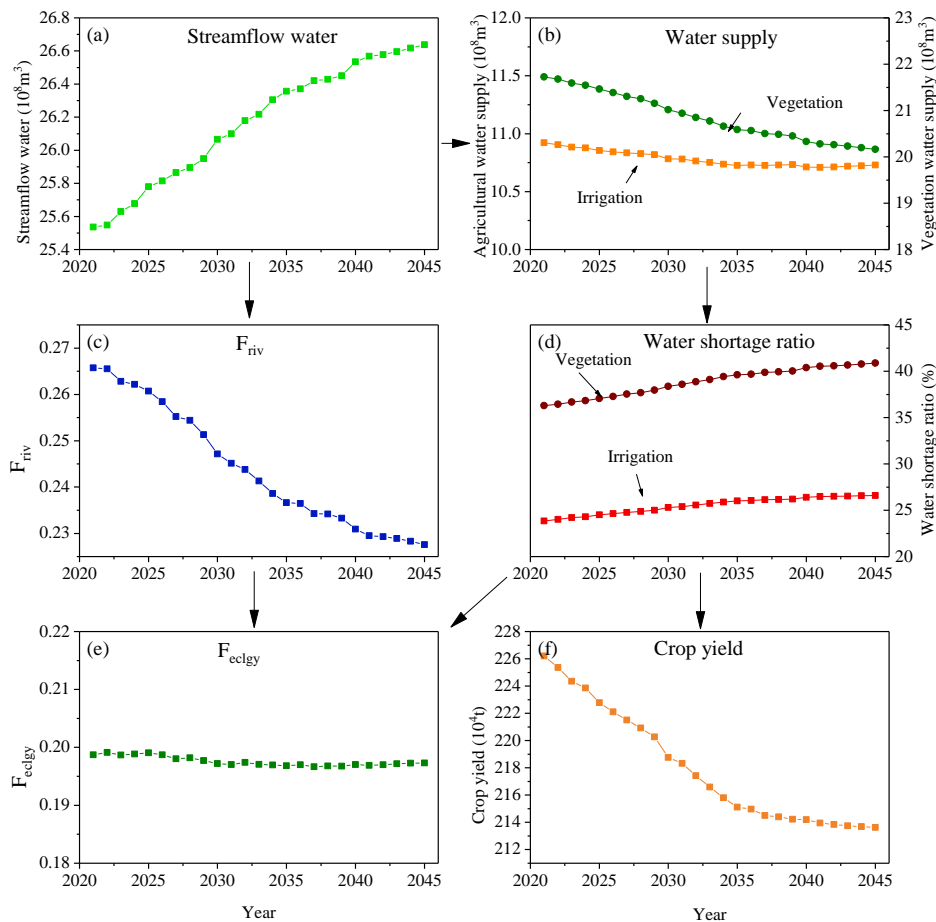 (a) Streamflow water
Streamflow water (10⁸m³)
26.8
26.6
26.4
26.2
26.0
25.8
25.6
25.4
2020 2025 2030 2035 2040 2045
(b) Water supply
Agricultural water supply (10⁸m³)
12.0
11.5
11.0
10.5
10.0
Vegetation
Irrigation
23
22
21
20
19
18
Vegetation watter supply (10⁸m³)
2020 2025 2030 2035 2040 2045
(c) F_riv
F_riv
0.27
0.26
0.25
0.24
0.23
2020 2025 2030 2035 2040 2045
(d) Water shortage ratio
Vegetation
Irrigation
45
40
35
30
25
20
Water shortage ratio (%)
2020 2025 2030 2035 2040 2045
(e) F_eclgy
F_eclgy
0.22
0.21
0.20
0.19
0.18
2020 2025 2030 2035 2040 2045
Year
(f) Crop yield
Crop yield (10⁴t)
228
226
224
222
220
218
216
214
212
2020 2025 2030 2035 2040 2045
Year